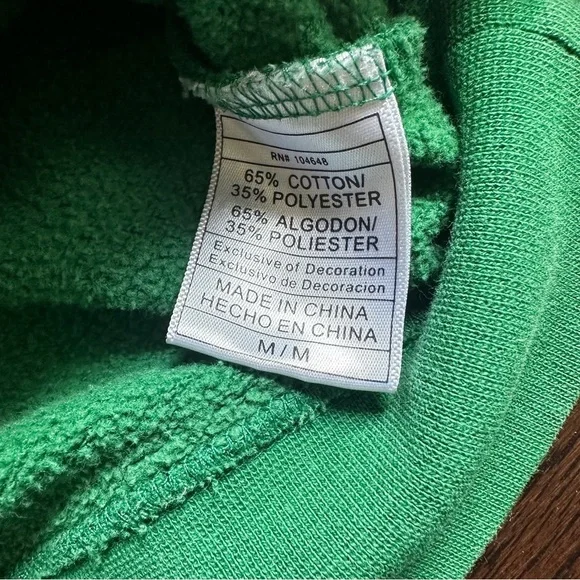 RN# 104648
65% COTTON/
35% POLYESTER
65% ALGODON/
35% POLIESTER
Exclusive of Decoration
Exclusivo de Decoracion
MADE IN CHINA
HECHO EN CHINA
M / M